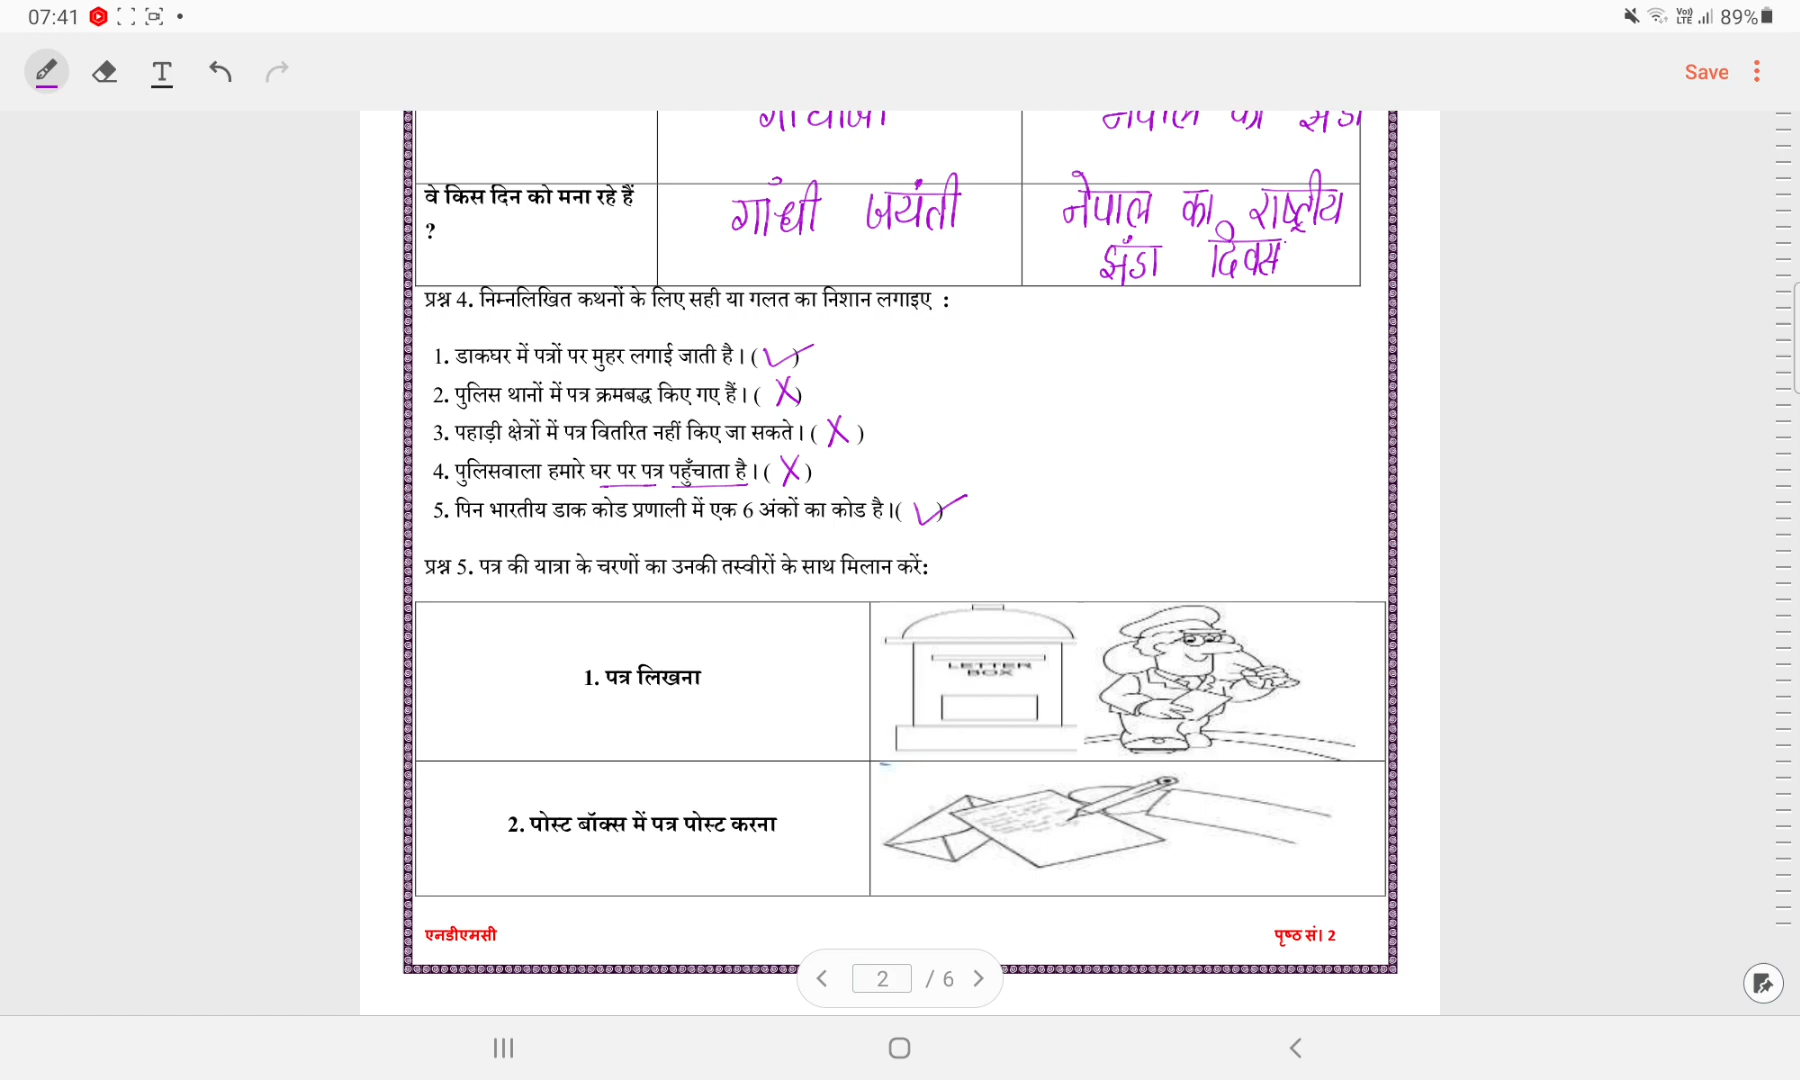 07:41
Vo)) LTE 89%
T Save
वे किस दिन को मना रहे हैं
?
गांधी जयंती
नेपाल का राष्ट्रीय
झंडा दिवस
प्रश्न 4. निम्नलिखित कथनों के लिए सही या गलत का निशान लगाइए :
1. डाकघर में पत्रों पर मुहर लगाई जाती है। (✓)
2. पुलिस थानों में पत्र क्रमबद्ध किए गए हैं। ( X)
3. पहाड़ी क्षेत्रों में पत्र वितरित नहीं किए जा सकते। ( X )
4. पुलिसवाला हमारे घर पर पत्र पहुँचाता है। ( X )
5. पिन भारतीय डाक कोड प्रणाली में एक 6 अंकों का कोड है।( ✓)
प्रश्न 5. पत्र की यात्रा के चरणों का उनकी तस्वीरों के साथ मिलान करें:
1. पत्र लिखना
LETTER
BOX
2. पोस्ट बॉक्स में पत्र पोस्ट करना
एनडीएमसी
पृष्ठ सं। 2
2 / 6